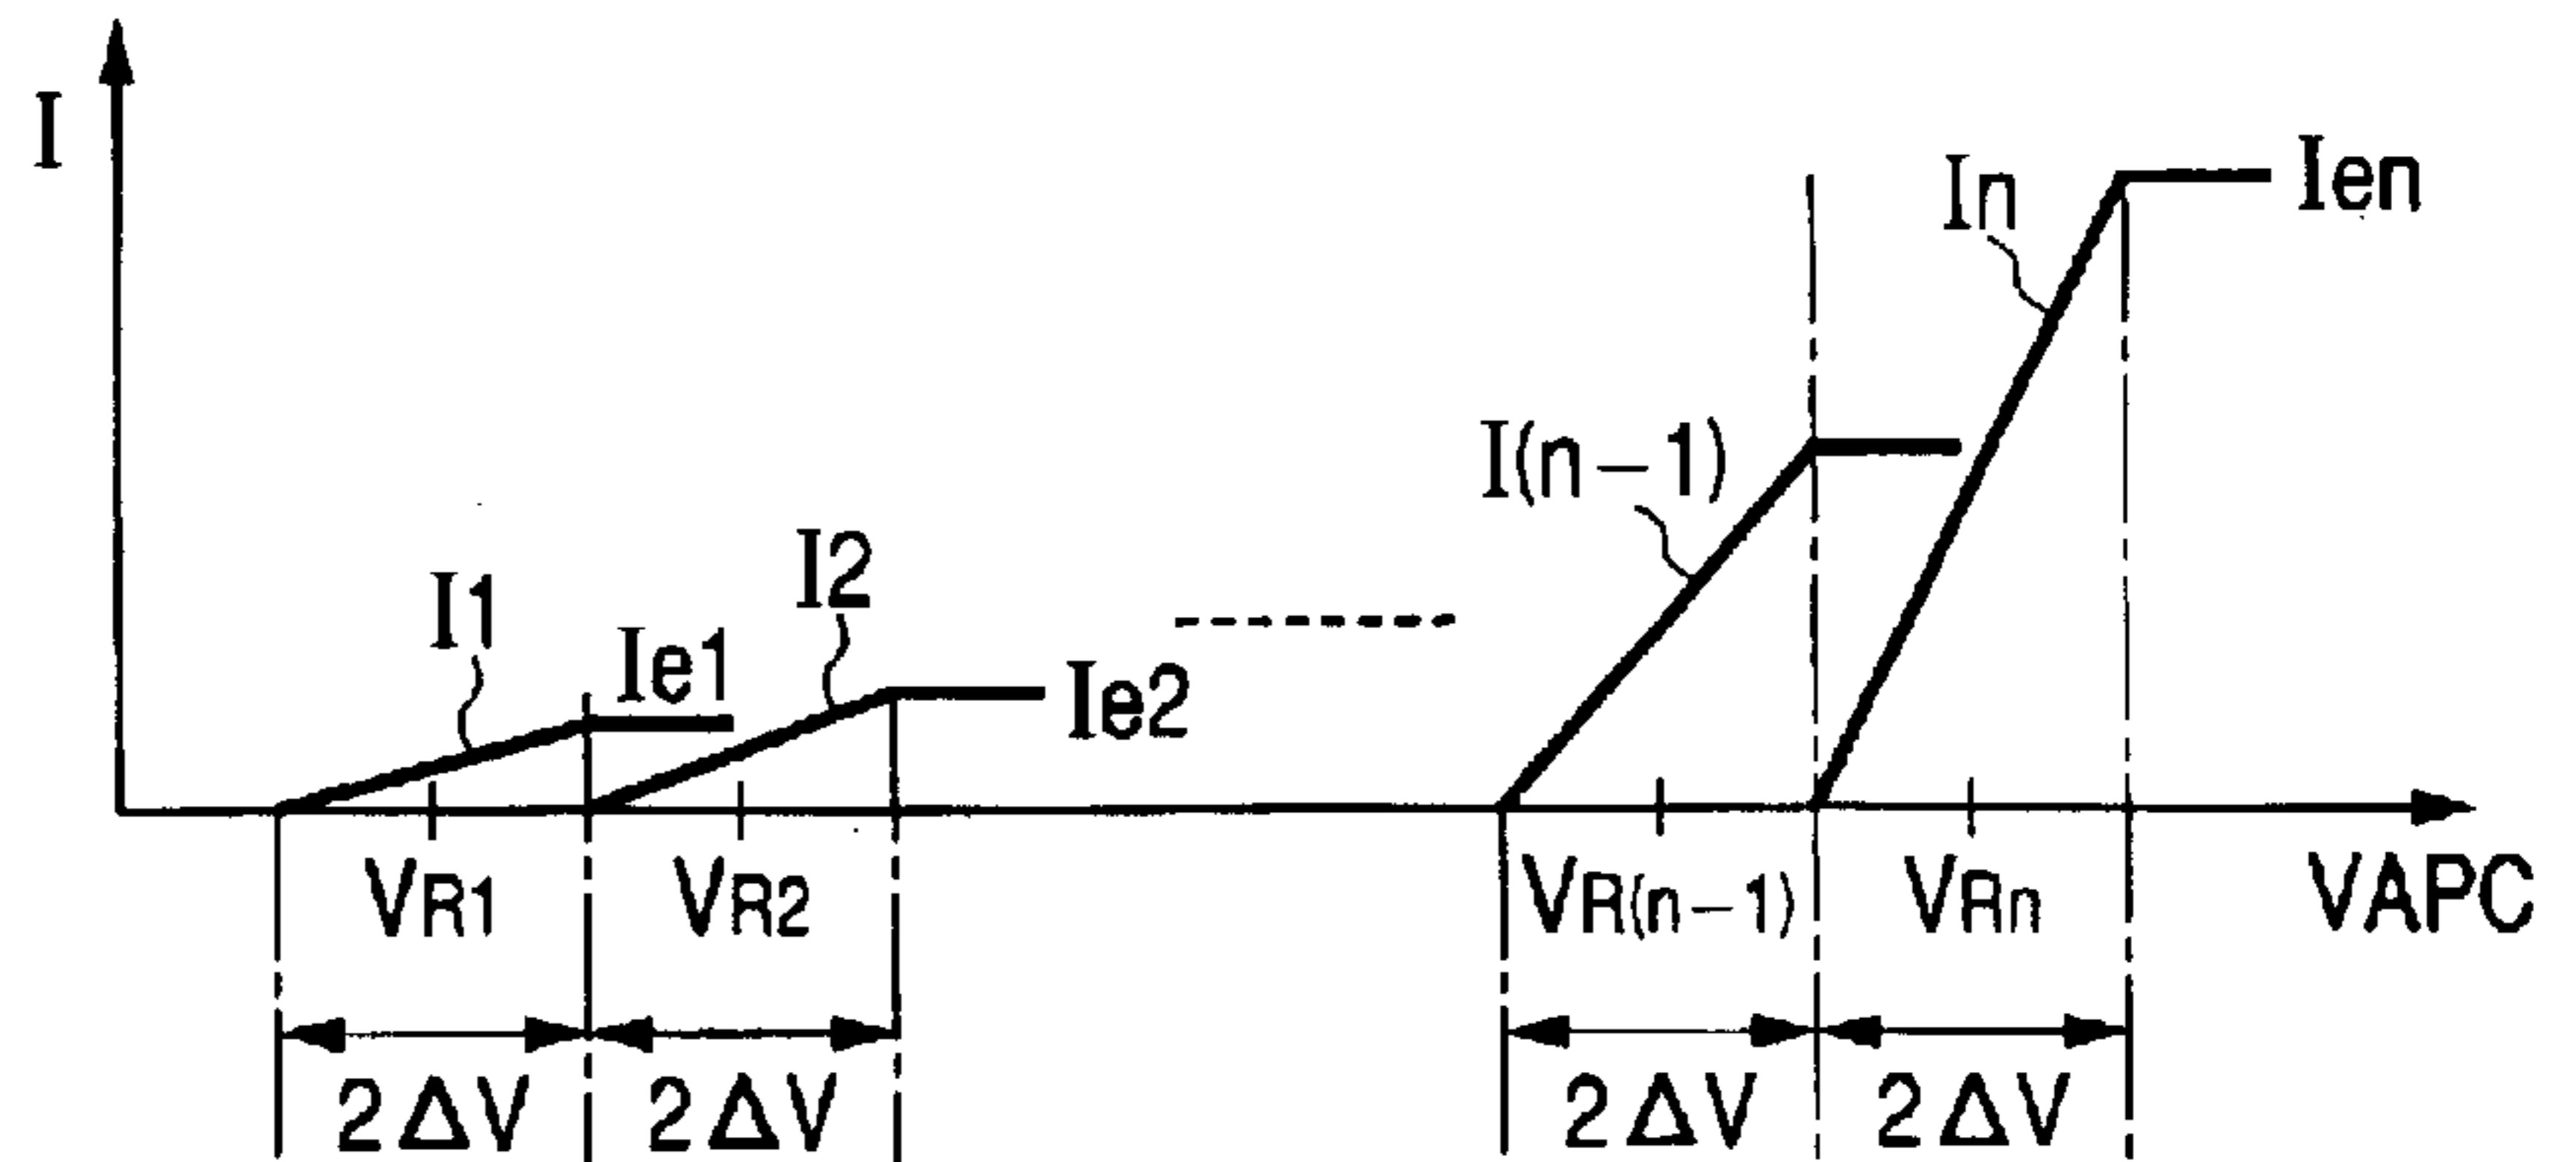 I
In
Ien
I(n-1)
I2
I1
Ie1
Ie2
VR1
VR2
VR(n-1)
VRn
VAPC
2ΔV
2ΔV
2ΔV
2ΔV